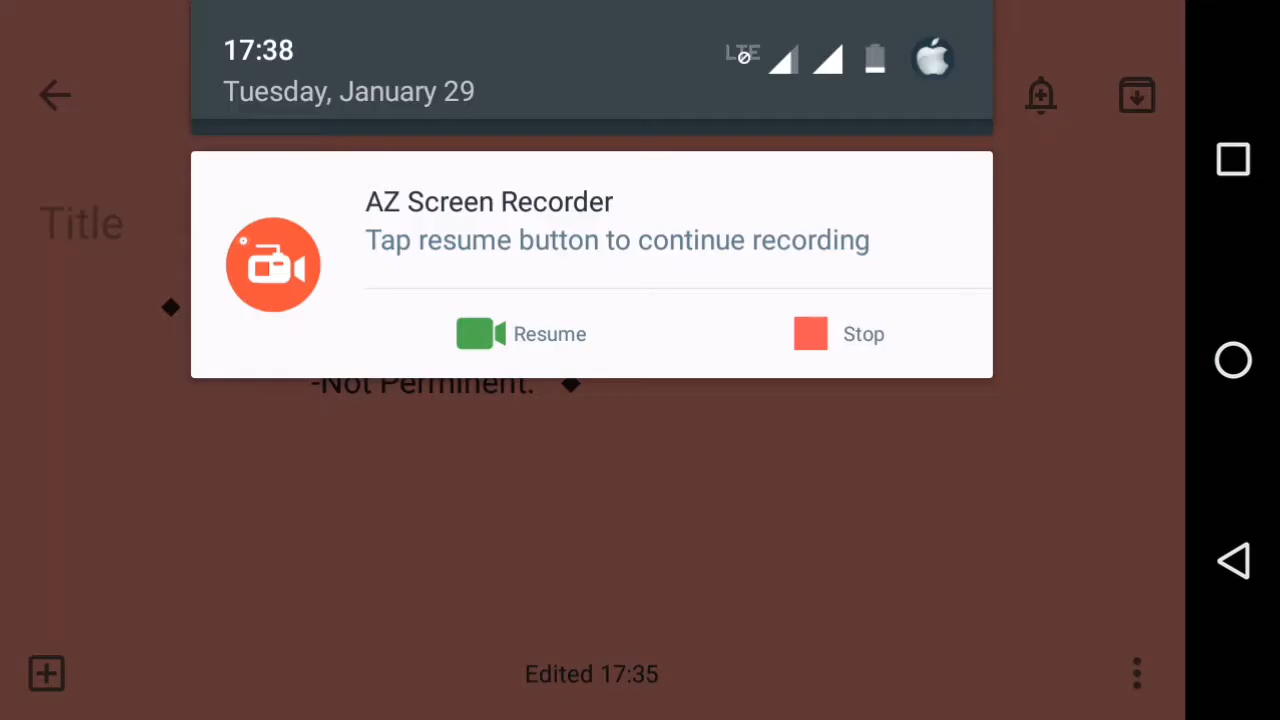 17:38
LTE
Tuesday, January 29
Title
AZ Screen Recorder
Tap resume button to continue recording
Resume
Stop
-Not Perminent.
Edited 17:35